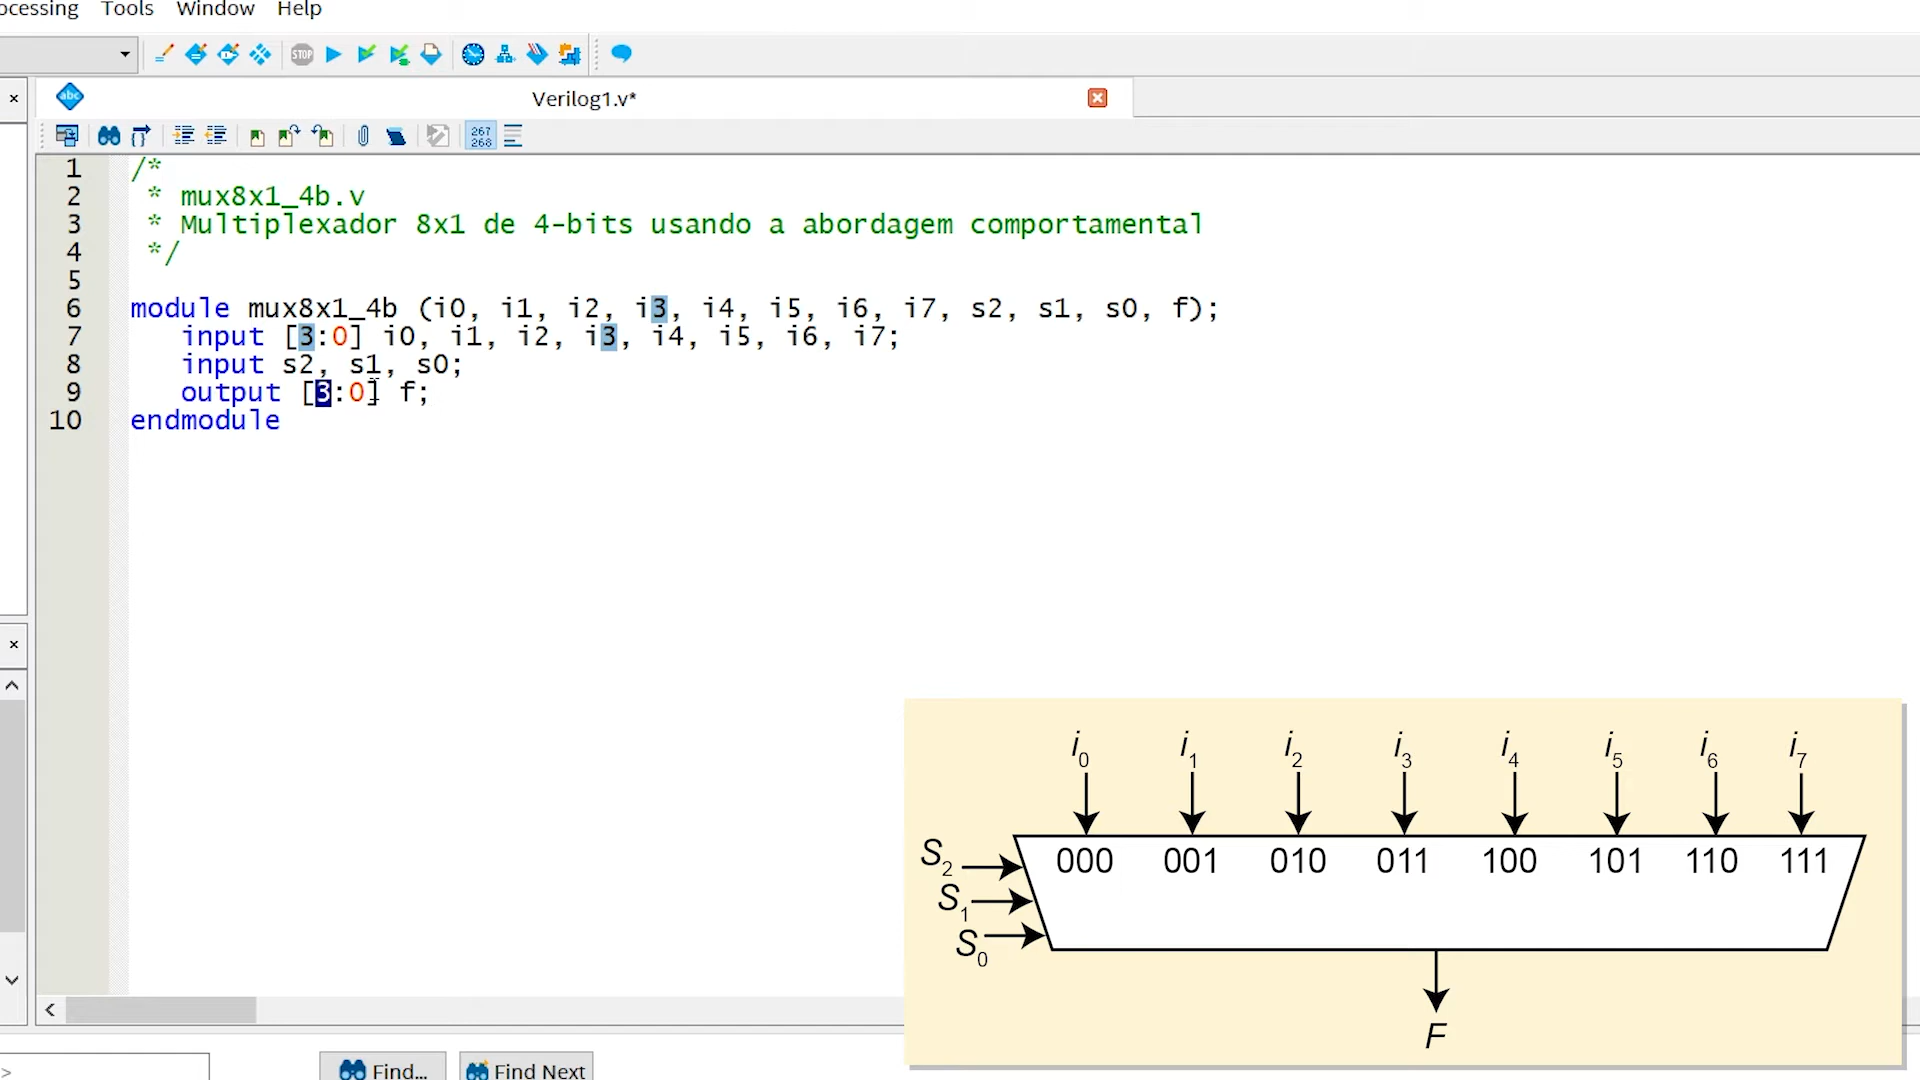 ocessing Tools Window Help
STOP
abc Verilog1.v*
267
268
1 /*
2 * mux8x1_4b.v
3 * Multiplexador 8x1 de 4-bits usando a abordagem comportamental
4 */
5
6 module mux8x1_4b (i0, i1, i2, i3, i4, i5, i6, i7, s2, s1, s0, f);
7 input [3:0] i0, i1, i2, i3, i4, i5, i6, i7;
8 input s2, s1, s0;
9 output [3:0] f;
10 endmodule
i0 i1 i2 i3 i4 i5 i6 i7
S2 000 001 010 011 100 101 110 111
S1
S0
F
> Find... Find Next